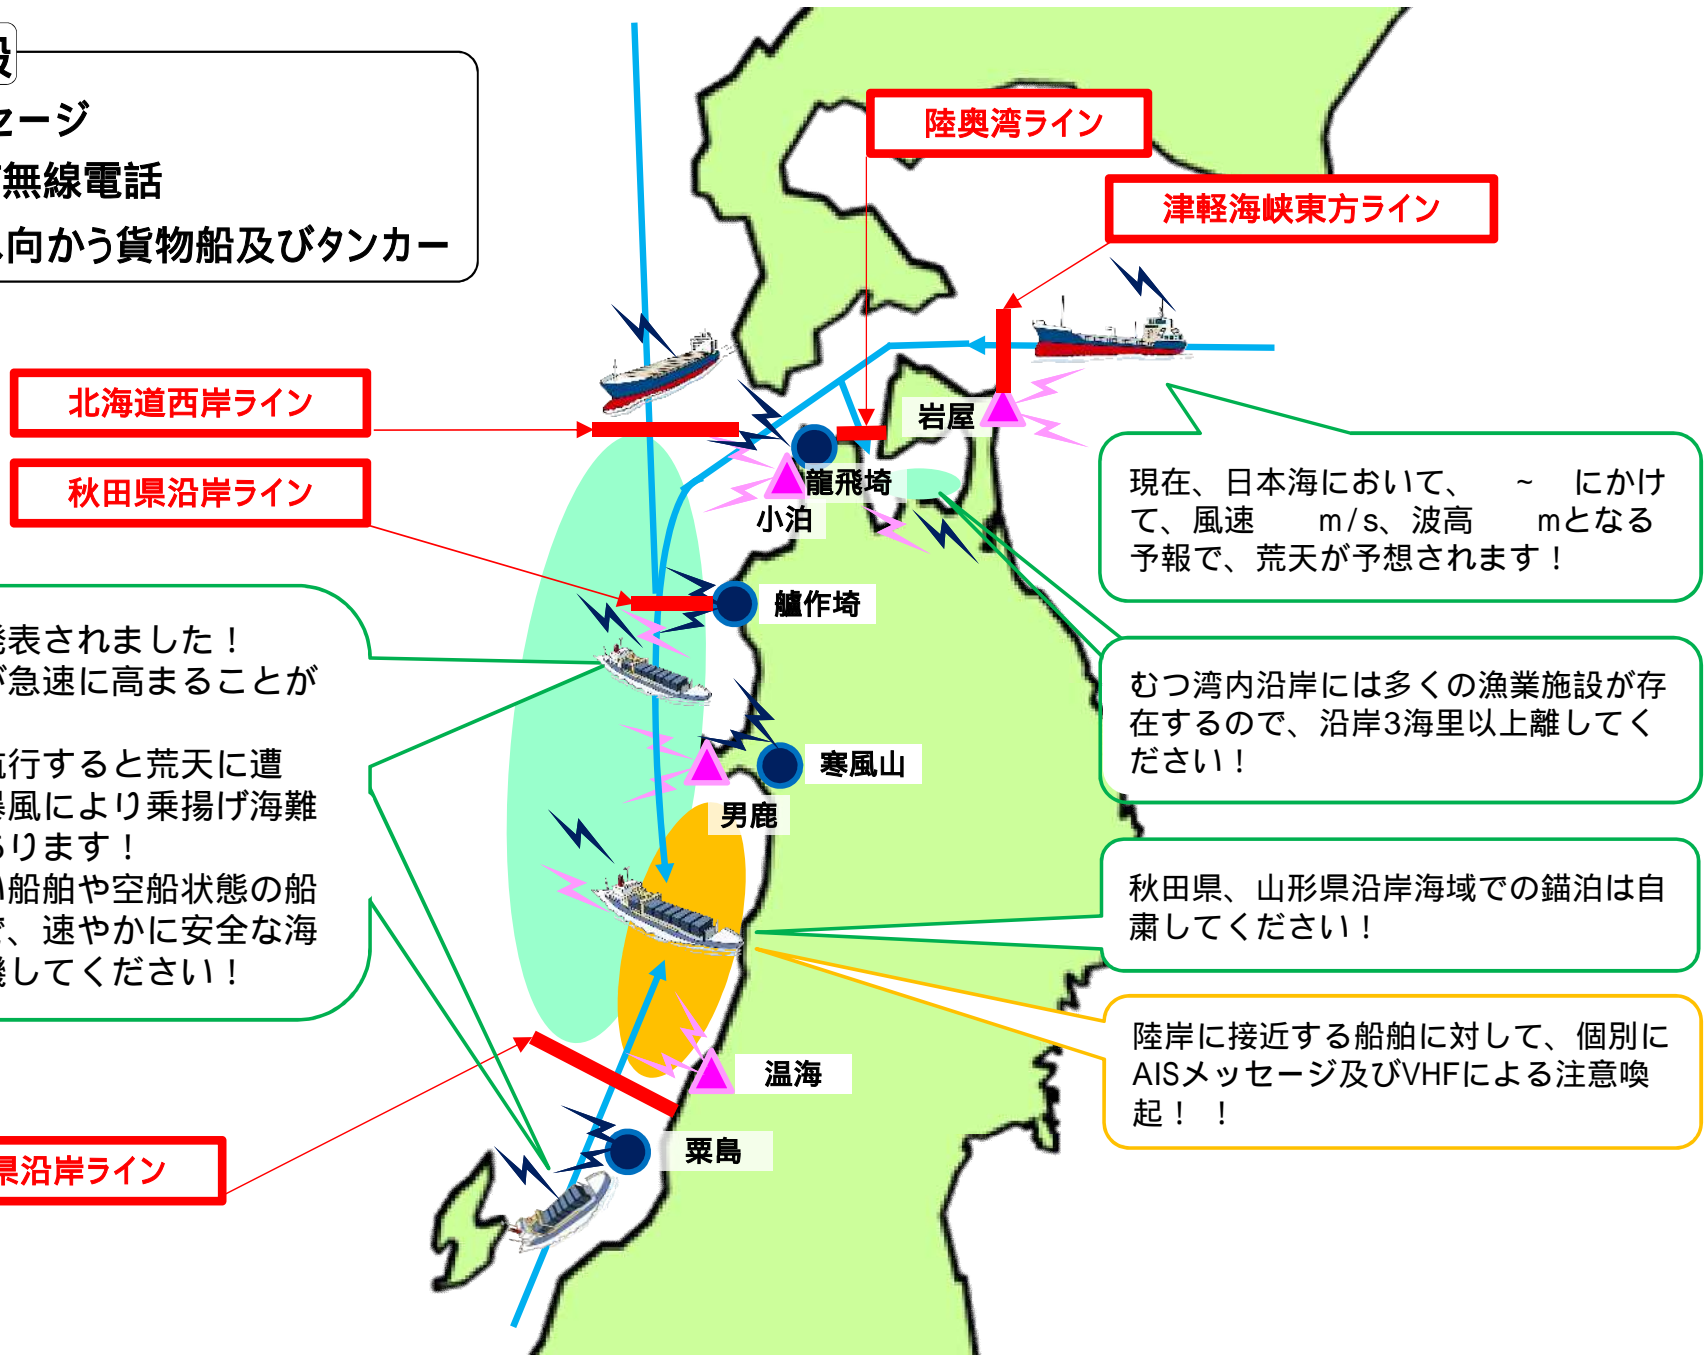 段
セージ
無線電話
向かう貨物船及びタンカー
陸奥湾ライン
津軽海峡東方ライン
北海道西岸ライン
秋田県沿岸ライン
岩屋
龍飛埼
小泊
艫作埼
寒風山
男鹿
温海
粟島
現在、日本海において、　　~　　にかけ
て、風速　　m/s、波高　　mとなる
予報で、荒天が予想されます！
むつ湾内沿岸には多くの漁業施設が存
在するので、沿岸3海里以上離してく
ださい！
秋田県、山形県沿岸海域での錨泊は自
粛してください！
陸岸に接近する船舶に対して、個別に
AISメッセージ及びVHFによる注意喚
起！！
発表されました！
が急速に高まることが
航行すると荒天に遭
暴風により乗揚げ海難
あります！
い船舶や空船状態の船
で、速やかに安全な海
機してください！
県沿岸ライン